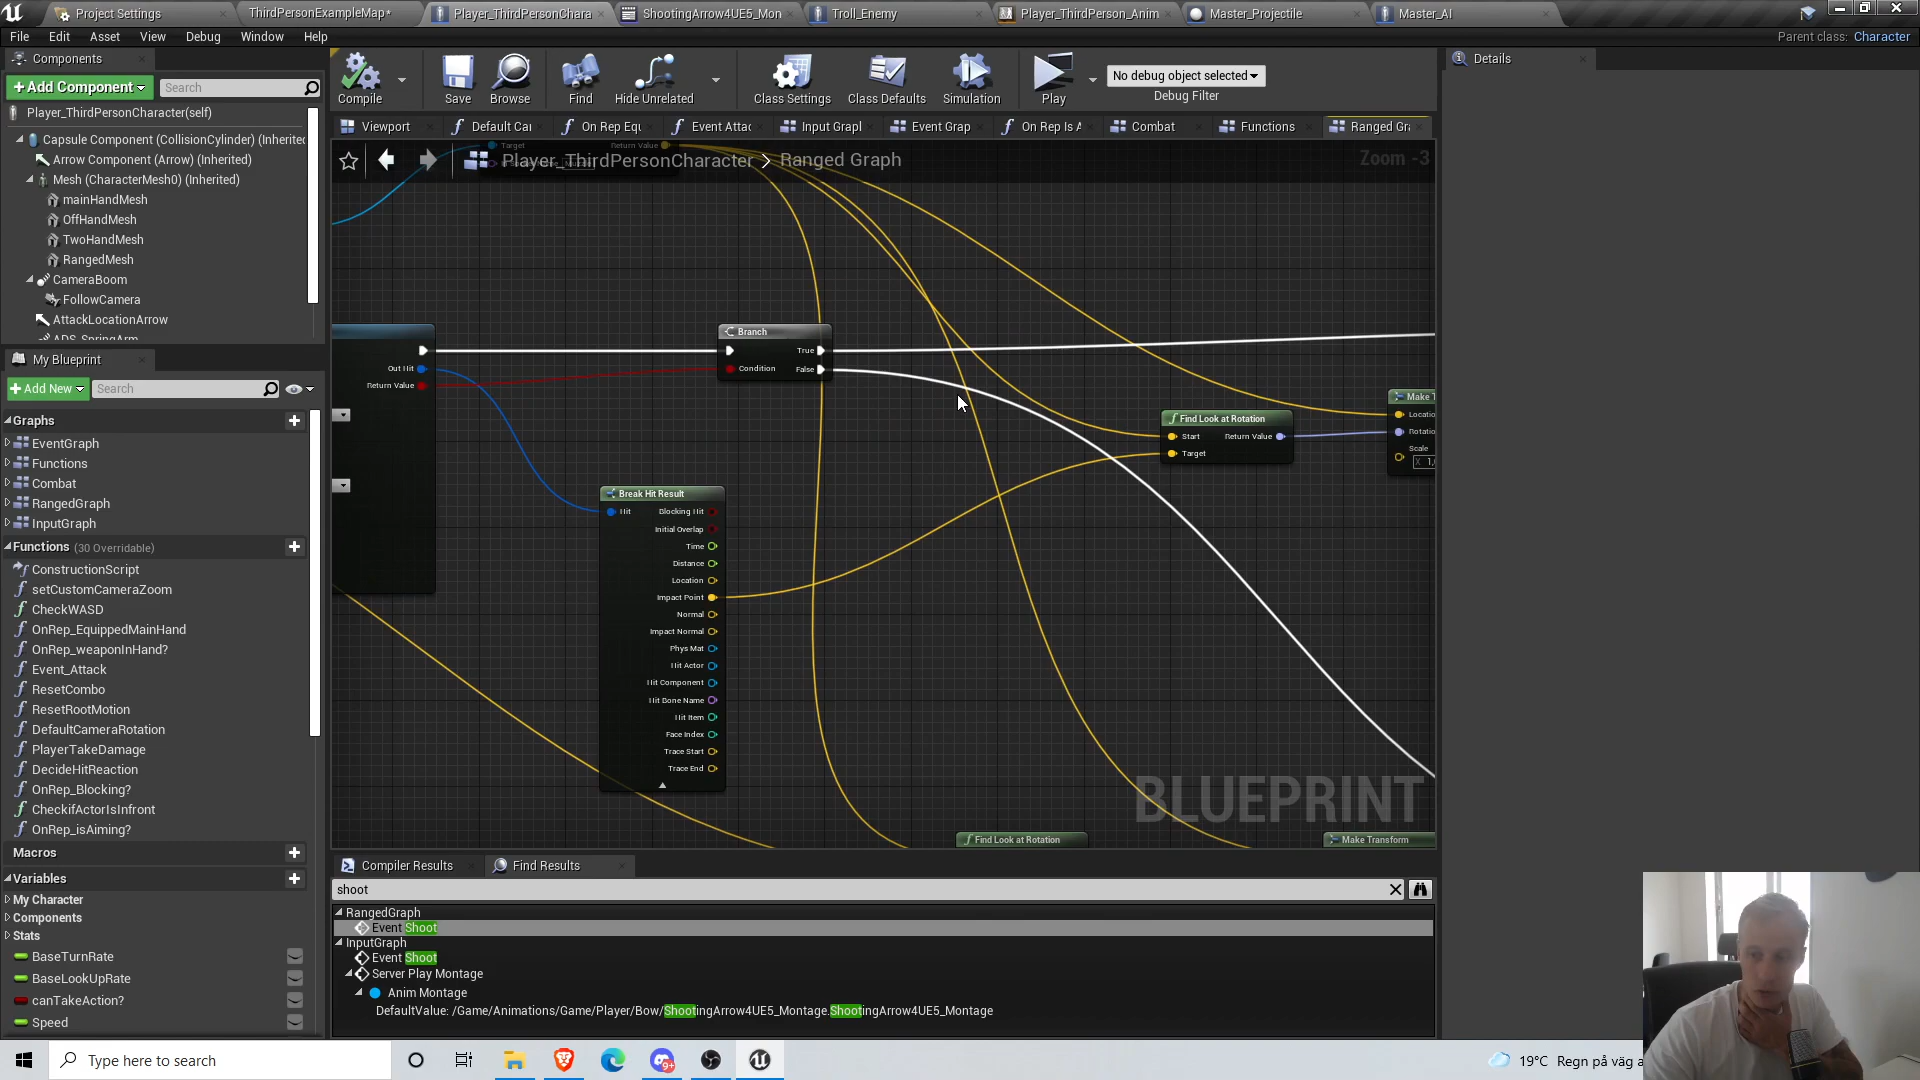 Project Settings
ThirdPersonExampleMap*
Player_ThirdPersonChara
ShootingArrow4UE5_Mon
Troll_Enemy
Player_ThirdPerson_Anim
Master_Projectile
Master_AI
File Edit Asset View Debug Window Help
Parent class: Character
Components
+Add Component
Search
Player_ThirdPersonCharacter(self)
Capsule Component (CollisionCylinder) (Inherited
Arrow Component (Arrow) (Inherited)
Mesh (CharacterMesh0) (Inherited)
mainHandMesh
OffHandMesh
TwoHandMesh
RangedMesh
CameraBoom
FollowCamera
AttackLocationArrow
ADS_SpringArm
My Blueprint
+Add New
Search
Graphs
EventGraph
Functions
Combat
RangedGraph
InputGraph
Functions (30 Overridable)
ConstructionScript
setCustomCameraZoom
CheckWASD
OnRep_EquippedMainHand
OnRep_weaponInHand?
Event_Attack
ResetCombo
ResetRootMotion
DefaultCameraRotation
PlayerTakeDamage
DecideHitReaction
OnRep_Blocking?
CheckifActorIsInfront
OnRep_isAiming?
Macros
Variables
My Character
Components
Stats
BaseTurnRate
BaseLookUpRate
canTakeAction?
Speed
Compile
Save
Browse
Find
Hide Unrelated
Class Settings
Class Defaults
Simulation
Play
No debug object selected
Debug Filter
Viewport
Default Cai
On Rep Equ
Event Attac
Input Grapl
Event Grap
On Rep Is A
Combat
Functions
Ranged Gr
Target
Return Value
Player_ThirdPersonCharacter > Ranged Graph
Zoom -3
Out Hit
Return Value
Branch
True
Condition
False
Find Look at Rotation
Start
Return Value
Target
Make T
Locatio
Rotatio
Scale
X 1,
Break Hit Result
Hit
Blocking Hit
Initial Overlap
Time
Distance
Location
Impact Point
Normal
Impact Normal
Phys Mat
Hit Actor
Hit Component
Hit Bone Name
Hit Item
Face Index
Trace Start
Trace End
BLUEPRINT
Find Look at Rotation
Make Transform
Details
Compiler Results
Find Results
shoot
RangedGraph
Event Shoot
InputGraph
Event Shoot
Server Play Montage
Anim Montage
DefaultValue: /Game/Animations/Game/Player/Bow/ShootingArrow4UE5_Montage.ShootingArrow4UE5_Montage
Type here to search
9+
19°C Regn på väg a